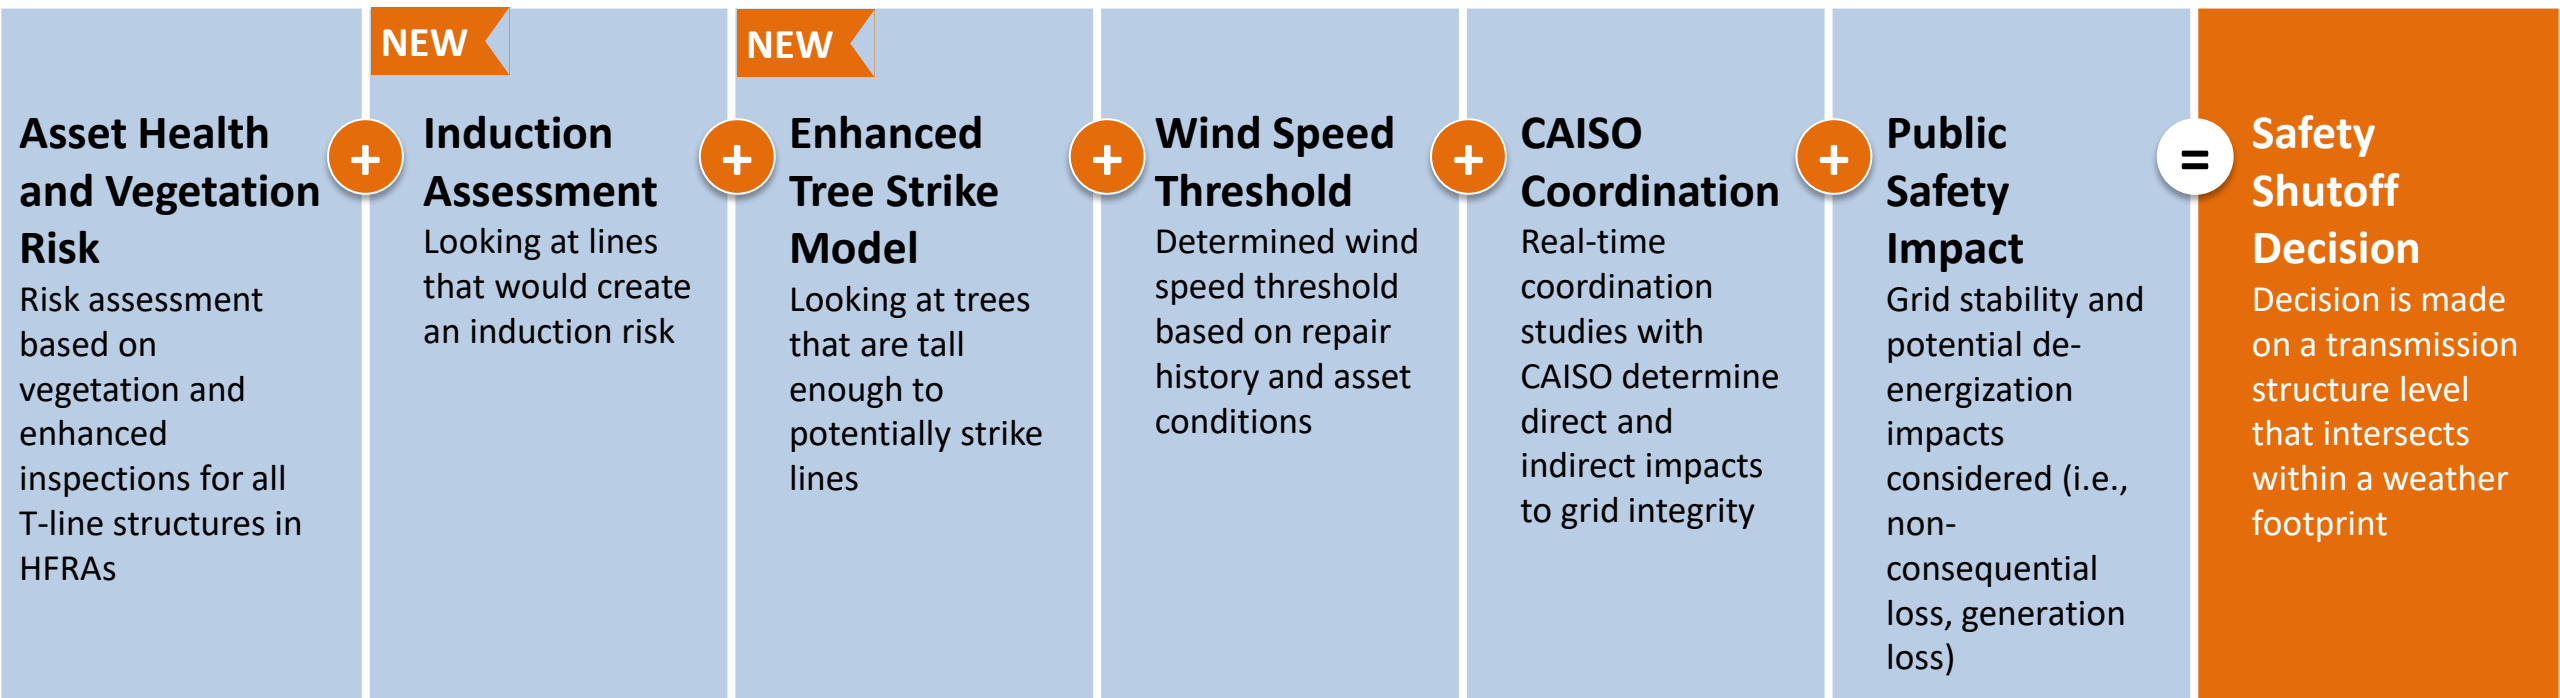 Asset Health
and Vegetation
Risk
Risk assessment
based on
vegetation and
enhanced
inspections for all
T-line structures in
HFRAs
+
NEW
Induction
Assessment
Looking at lines
that would create
an induction risk
+
NEW
Enhanced
Tree Strike
Model
Looking at trees
that are tall
enough to
potentially strike
lines
+
Wind Speed
Threshold
Determined wind
speed threshold
based on repair
history and asset
conditions
+
CAISO
Coordination
Real-time
coordination
studies with
CAISO determine
direct and
indirect impacts
to grid integrity
+
Public
Safety
Impact
Grid stability and
potential de-
energization
impacts
considered (i.e.,
non-
consequential
loss, generation
loss)
=
Safety
Shutoff
Decision
Decision is made
on a transmission
structure level
that intersects
within a weather
footprint